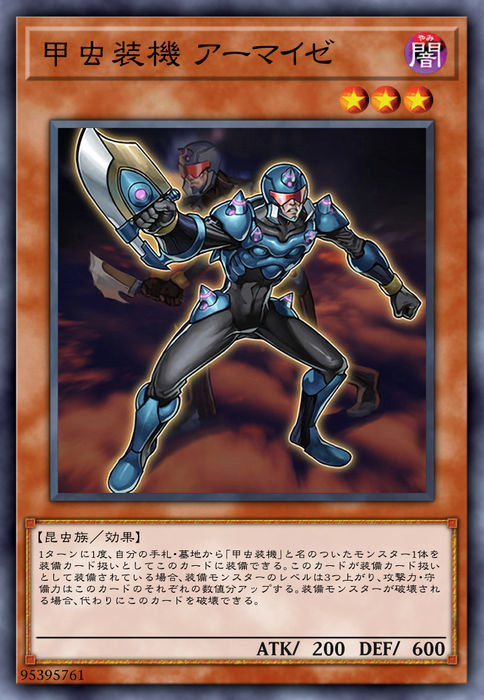 甲虫装機 アーマイゼ
やみ
闇
【昆虫族／効果】
1ターンに1度、自分の手札・墓地から「甲虫装機」と名のついたモンスター1体を
装備カード扱いとしてこのカードに装備できる。このカードが装備カード扱い
として装備されている場合、装備モンスターのレベルは3つ上がり、攻撃力・守
備力はこのカードのそれぞれの数値分アップする。装備モンスターが破壊され
る場合、代わりにこのカードを破壊できる。
ATK/ 200 DEF/ 600
95395761